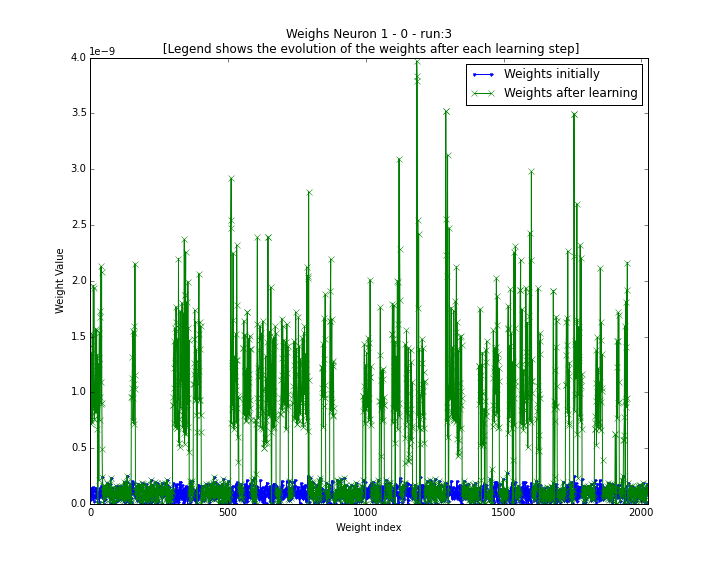 Weighs Neuron 1 - 0 - run:3
[Legend shows the evolution of the weights after each learning step]
1e−9
Weights initially
Weights after learning
4.0
3.5
3.0
2.5
2.0
1.5
1.0
0.5
0.0
Weight Value
0
500
1000
1500
2000
Weight index